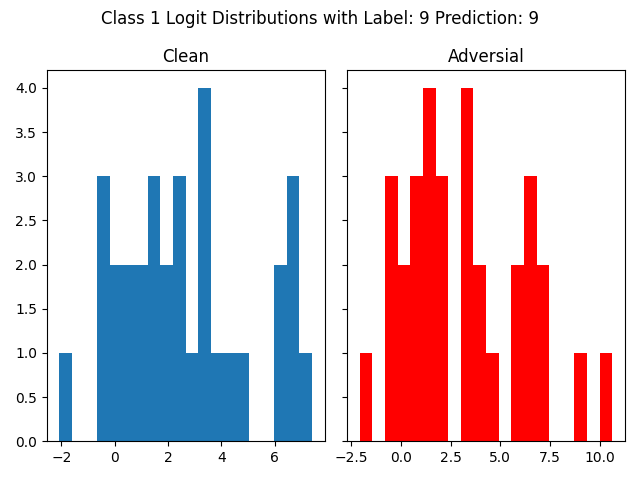 Class 1 Logit Distributions with Label: 9 Prediction: 9
Clean
Adversial
4.0
3.5
3.0
2.5
2.0
1.5
1.0
0.5
0.0
−2 0 2 4 6
−2.5 0.0 2.5 5.0 7.5 10.0